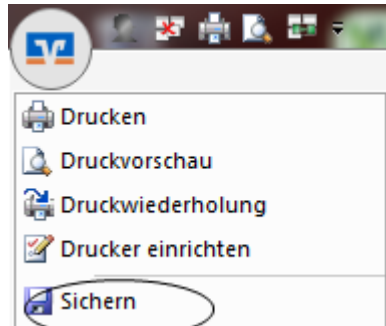 Drucken
Druckvorschau
Druckwiederholung
Drucker einrichten
Sichern